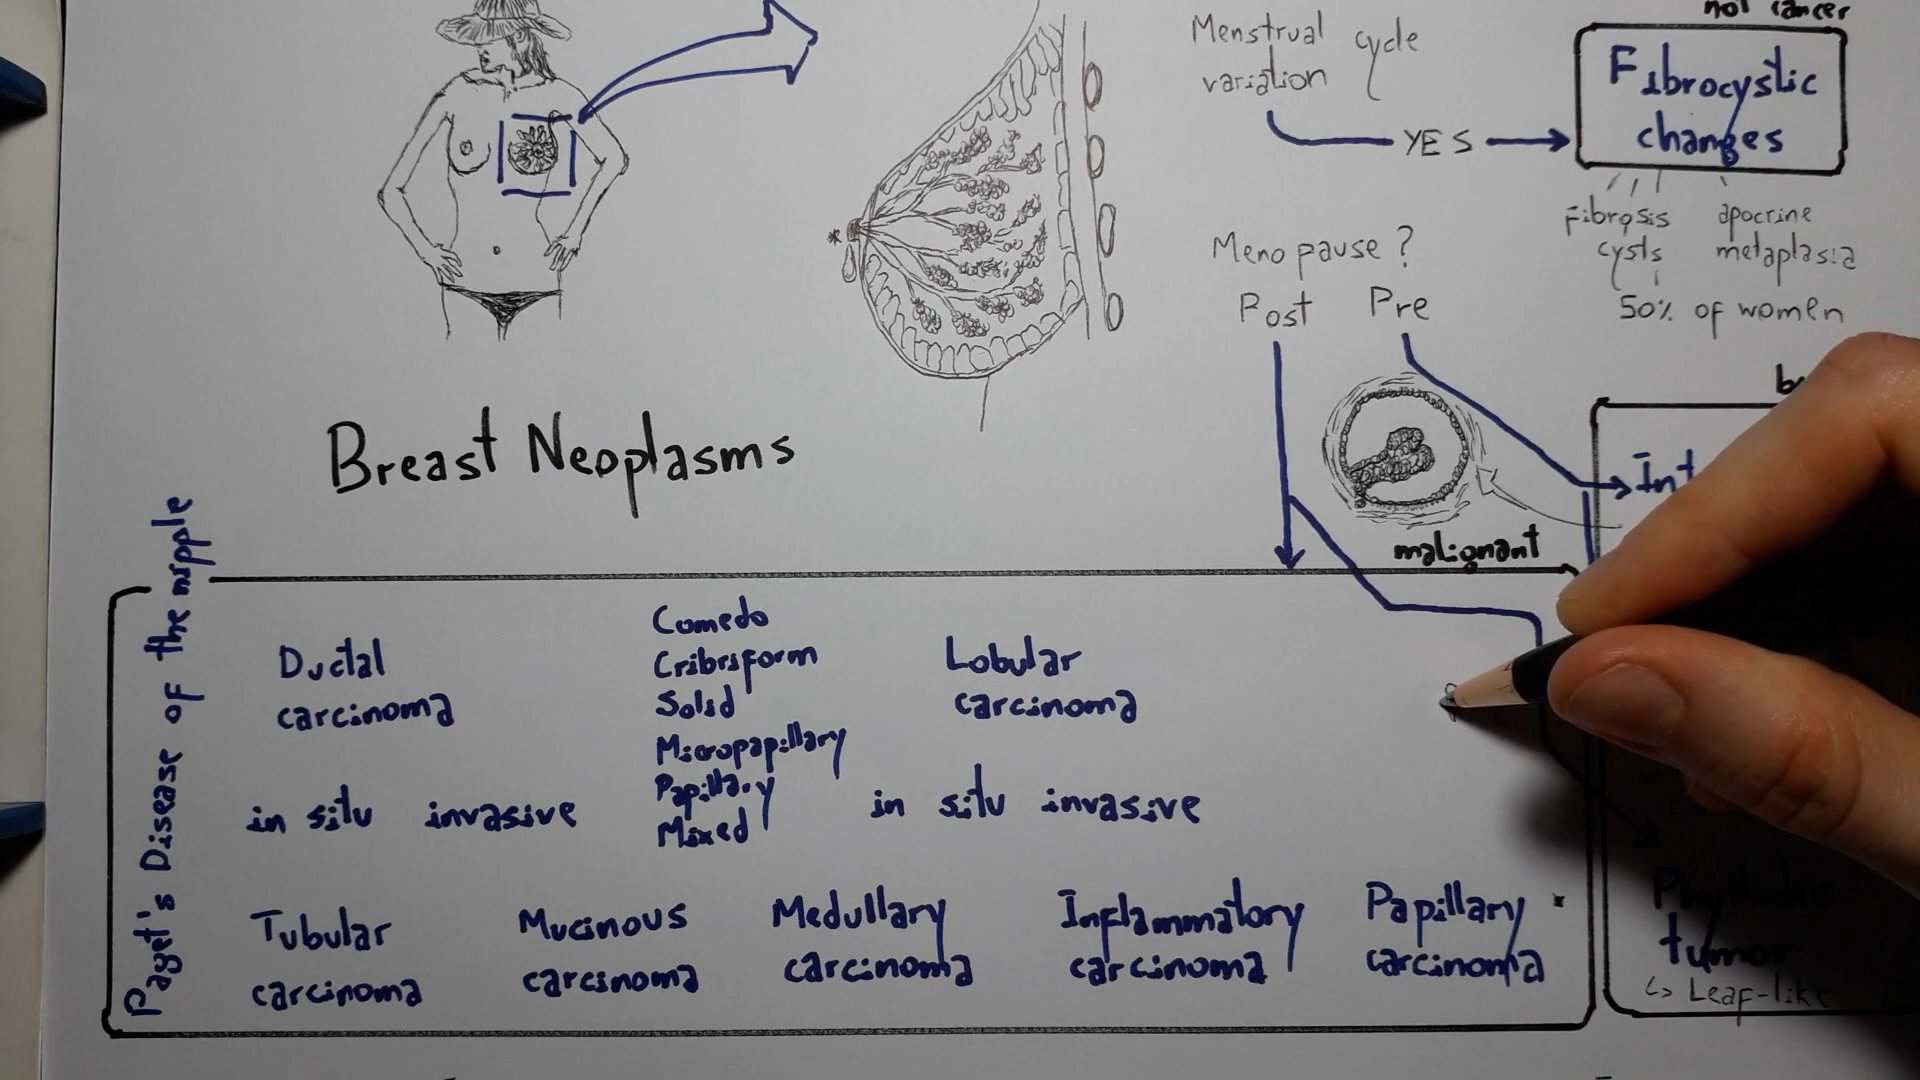 not cancer
Menstrual cycle
variation
YES
Fibrocystic
changes
fibrosis
cysts
apocrine
metaplasia
50% of women
Menopause?
Post Pre
Breast Neoplasms
malignant
Paget's Disease of the nipple
Ductal
carcinoma
in situ invasive
Comedo
Cribriform
Solid
Micropapillary
Papillary
Mixed
Lobular
carcinoma
in situ invasive
Tubular
carcinoma
Mucinous
carcinoma
Medullary
carcinoma
Inflammatory
carcinoma
Papillary
carcinoma
Int
tumor
↳ Leaf-like